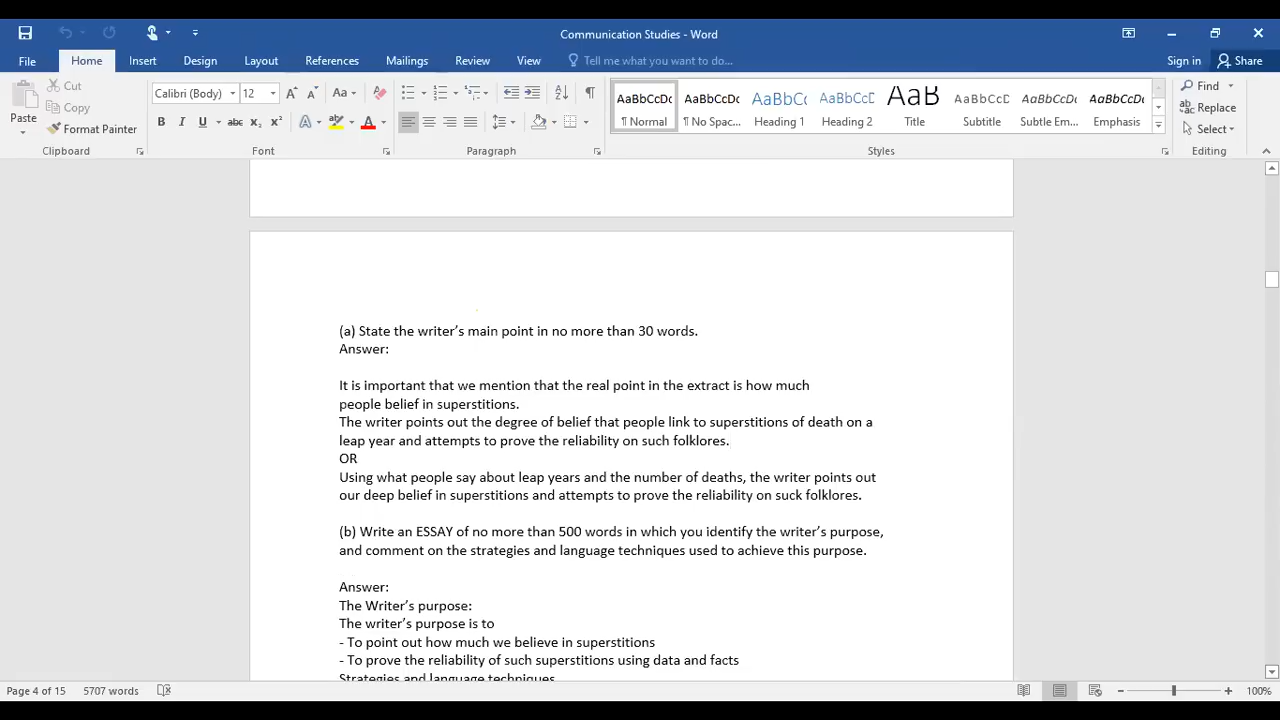 Communication Studies - Word
File Home Insert Design Layout References Mailings Review View Tell me what you want to do... Sign in Share
Paste Cut Copy Format Painter
Calibri (Body) 12
AaBbCcDc AaBbCcDc AaBbCc AaBbCcD AaB AaBbCcD AaBbCcDc AaBbCcDc
¶ Normal ¶ No Spac... Heading 1 Heading 2 Title Subtitle Subtle Em... Emphasis
Find Replace Select
Clipboard Font Paragraph Styles Editing
(a) State the writer's main point in no more than 30 words.
Answer:
It is important that we mention that the real point in the extract is how much
people belief in superstitions.
The writer points out the degree of belief that people link to superstitions of death on a
leap year and attempts to prove the reliability on such folklores.
OR
Using what people say about leap years and the number of deaths, the writer points out
our deep belief in superstitions and attempts to prove the reliability on suck folklores.
(b) Write an ESSAY of no more than 500 words in which you identify the writer's purpose,
and comment on the strategies and language techniques used to achieve this purpose.
Answer:
The Writer's purpose:
The writer's purpose is to
- To point out how much we believe in superstitions
- To prove the reliability of such superstitions using data and facts
Strategies and language techniques
Page 4 of 15 5707 words 100%